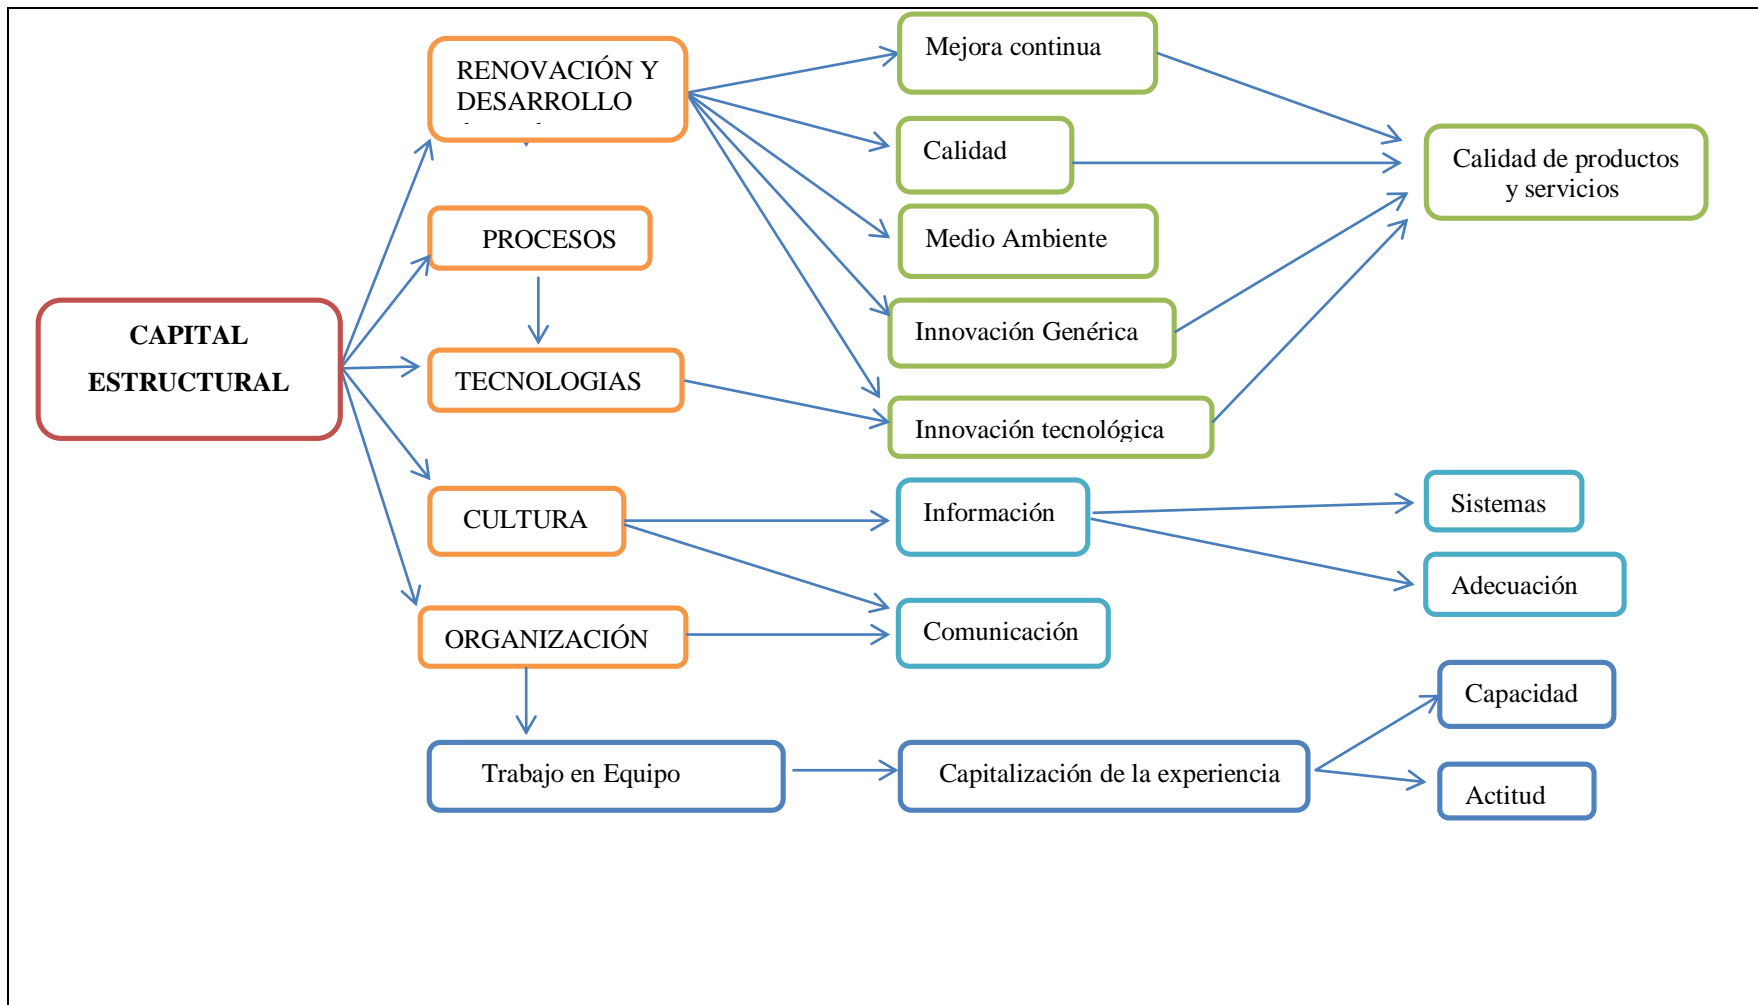 RENOVACIÓN Y
DESARROLLO
PROCESOS
CAPITAL
ESTRUCTURAL
TECNOLOGIAS
CULTURA
ORGANIZACIÓN
Trabajo en Equipo
Mejora continua
Calidad
Medio Ambiente
Innovación Genérica
Innovación tecnológica
Información
Comunicación
Capitalización de la experiencia
Calidad de productos
y servicios
Sistemas
Adecuación
Capacidad
Actitud